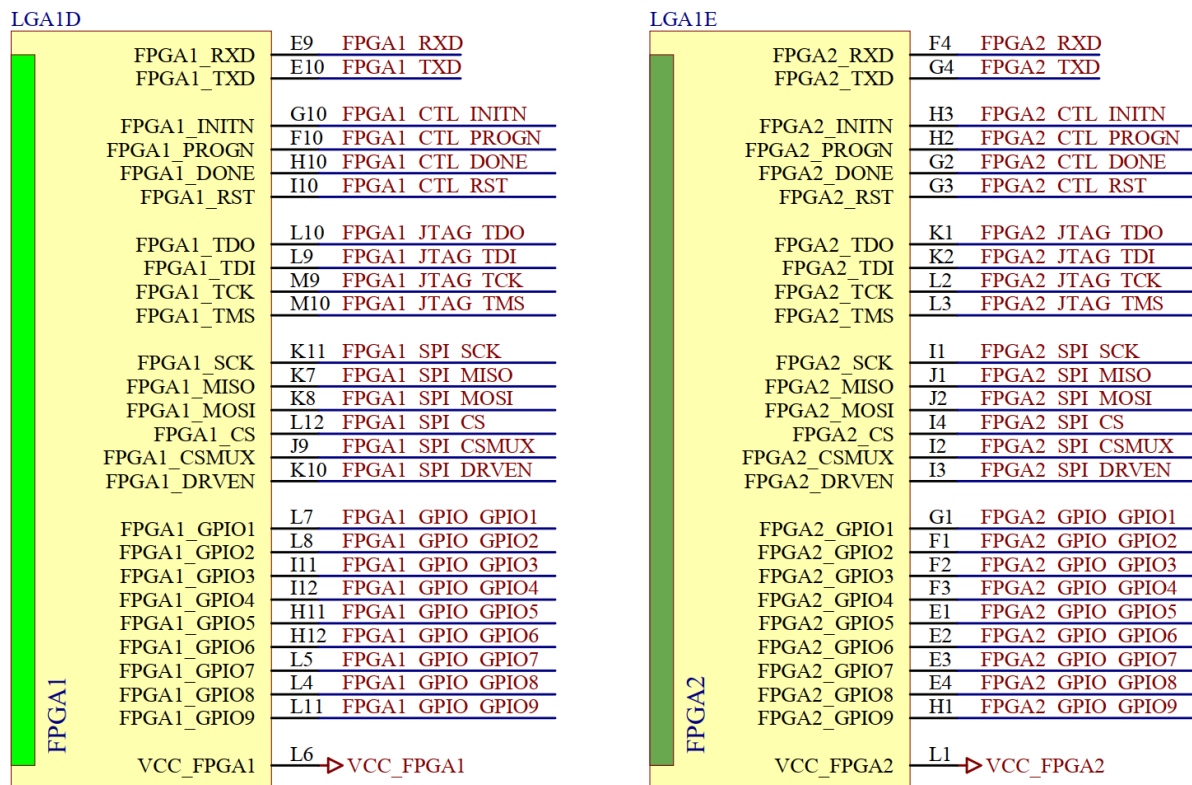 LGA1D
FPGA1_RXD E9 FPGA1_RXD
FPGA1_TXD E10 FPGA1_TXD
FPGA1_INITN G10 FPGA1_CTL_INITN
FPGA1_PROGN F10 FPGA1_CTL_PROGN
FPGA1_DONE H10 FPGA1_CTL_DONE
FPGA1_RST I10 FPGA1_CTL_RST
FPGA1_TDO L10 FPGA1_JTAG_TDO
FPGA1_TDI L9 FPGA1_JTAG_TDI
FPGA1_TCK M9 FPGA1_JTAG_TCK
FPGA1_TMS M10 FPGA1_JTAG_TMS
FPGA1_SCK K11 FPGA1_SPI_SCK
FPGA1_MISO K7 FPGA1_SPI_MISO
FPGA1_MOSI K8 FPGA1_SPI_MOSI
FPGA1_CS L12 FPGA1_SPI_CS
FPGA1_CSMUX J9 FPGA1_SPI_CSMUX
FPGA1_DRVEN K10 FPGA1_SPI_DRVEN
FPGA1_GPIO1 L7 FPGA1_GPIO_GPIO1
FPGA1_GPIO2 L8 FPGA1_GPIO_GPIO2
FPGA1_GPIO3 I11 FPGA1_GPIO_GPIO3
FPGA1_GPIO4 I12 FPGA1_GPIO_GPIO4
FPGA1_GPIO5 H11 FPGA1_GPIO_GPIO5
FPGA1_GPIO6 H12 FPGA1_GPIO_GPIO6
FPGA1_GPIO7 L5 FPGA1_GPIO_GPIO7
FPGA1_GPIO8 L4 FPGA1_GPIO_GPIO8
FPGA1_GPIO9 L11 FPGA1_GPIO_GPIO9
VCC_FPGA1 L6 VCC_FPGA1
FPGA1
LGA1E
FPGA2_RXD F4 FPGA2_RXD
FPGA2_TXD G4 FPGA2_TXD
FPGA2_INITN H3 FPGA2_CTL_INITN
FPGA2_PROGN H2 FPGA2_CTL_PROGN
FPGA2_DONE G2 FPGA2_CTL_DONE
FPGA2_RST G3 FPGA2_CTL_RST
FPGA2_TDO K1 FPGA2_JTAG_TDO
FPGA2_TDI K2 FPGA2_JTAG_TDI
FPGA2_TCK L2 FPGA2_JTAG_TCK
FPGA2_TMS L3 FPGA2_JTAG_TMS
FPGA2_SCK I1 FPGA2_SPI_SCK
FPGA2_MISO J1 FPGA2_SPI_MISO
FPGA2_MOSI J2 FPGA2_SPI_MOSI
FPGA2_CS I4 FPGA2_SPI_CS
FPGA2_CSMUX I2 FPGA2_SPI_CSMUX
FPGA2_DRVEN I3 FPGA2_SPI_DRVEN
FPGA2_GPIO1 G1 FPGA2_GPIO_GPIO1
FPGA2_GPIO2 F1 FPGA2_GPIO_GPIO2
FPGA2_GPIO3 F2 FPGA2_GPIO_GPIO3
FPGA2_GPIO4 F3 FPGA2_GPIO_GPIO4
FPGA2_GPIO5 E1 FPGA2_GPIO_GPIO5
FPGA2_GPIO6 E2 FPGA2_GPIO_GPIO6
FPGA2_GPIO7 E3 FPGA2_GPIO_GPIO7
FPGA2_GPIO8 E4 FPGA2_GPIO_GPIO8
FPGA2_GPIO9 H1 FPGA2_GPIO_GPIO9
VCC_FPGA2 L1 VCC_FPGA2
FPGA2